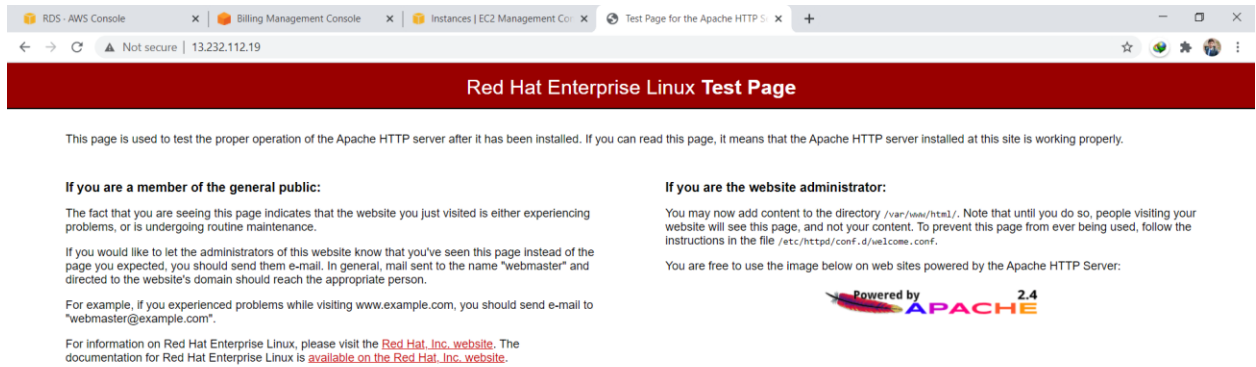 RDS - AWS Console
Billing Management Console
Instances | EC2 Management Co
Test Page for the Apache HTTP S
Not secure | 13.232.112.19
Red Hat Enterprise Linux Test Page
This page is used to test the proper operation of the Apache HTTP server after it has been installed. If you can read this page, it means that the Apache HTTP server installed at this site is working properly.
If you are a member of the general public:
The fact that you are seeing this page indicates that the website you just visited is either experiencing
problems, or is undergoing routine maintenance.
If you would like to let the administrators of this website know that you've seen this page instead of the
page you expected, you should send them e-mail. In general, mail sent to the name "webmaster" and
directed to the website's domain should reach the appropriate person.
For example, if you experienced problems while visiting www.example.com, you should send e-mail to
"webmaster@example.com".
For information on Red Hat Enterprise Linux, please visit the Red Hat, Inc. website. The
documentation for Red Hat Enterprise Linux is available on the Red Hat, Inc. website.
If you are the website administrator:
You may now add content to the directory /var/www/html/. Note that until you do so, people visiting your
website will see this page, and not your content. To prevent this page from ever being used, follow the
instructions in the file /etc/httpd/conf.d/welcome.conf.
You are free to use the image below on web sites powered by the Apache HTTP Server:
Powered by 2.4
APACHE